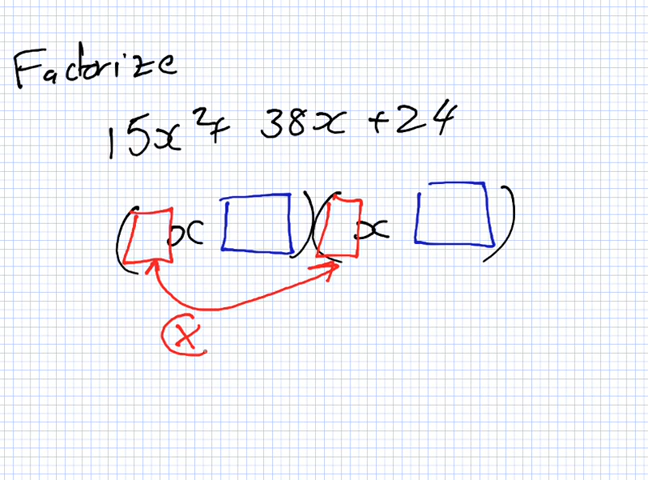 Factorize
15x² + 38x + 24
( x )( x )
×